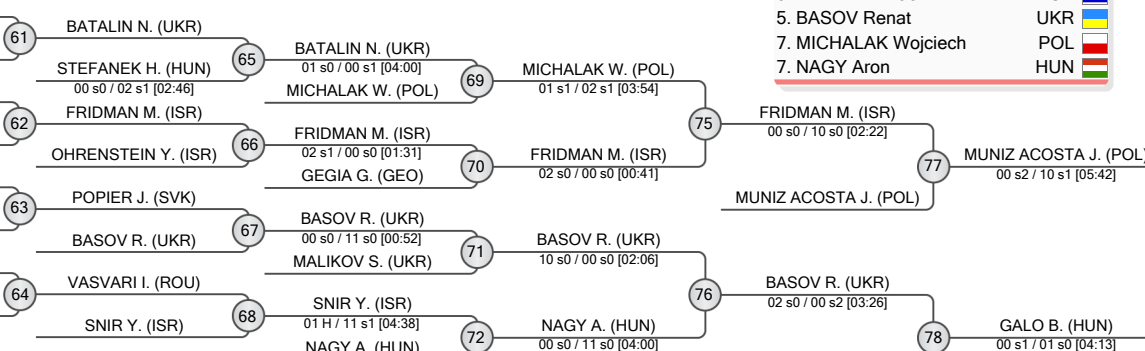 5. BASOV Renat UKR
7. MICHALAK Wojciech POL
7. NAGY Aron HUN
61
BATALIN N. (UKR)
STEFANEK H. (HUN)
00 s0 / 02 s1 [02:46]
62
FRIDMAN M. (ISR)
OHRENSTEIN Y. (ISR)
63
POPIER J. (SVK)
BASOV R. (UKR)
64
VASVARI I. (ROU)
SNIR Y. (ISR)
65
BATALIN N. (UKR)
01 s0 / 00 s1 [04:00]
MICHALAK W. (POL)
66
FRIDMAN M. (ISR)
02 s1 / 00 s0 [01:31]
GEGIA G. (GEO)
67
BASOV R. (UKR)
00 s0 / 11 s0 [00:52]
MALIKOV S. (UKR)
68
SNIR Y. (ISR)
01 H / 11 s1 [04:38]
NAGY A. (HUN)
69
MICHALAK W. (POL)
01 s1 / 02 s1 [03:54]
70
FRIDMAN M. (ISR)
02 s0 / 00 s0 [00:41]
71
BASOV R. (UKR)
10 s0 / 00 s0 [02:06]
72
NAGY A. (HUN)
00 s0 / 11 s0 [04:00]
75
FRIDMAN M. (ISR)
00 s0 / 10 s0 [02:22]
MUNIZ ACOSTA J. (POL)
76
BASOV R. (UKR)
02 s0 / 00 s2 [03:26]
77
MUNIZ ACOSTA J. (POL)
00 s2 / 10 s1 [05:42]
78
GALO B. (HUN)
00 s1 / 01 s0 [04:13]